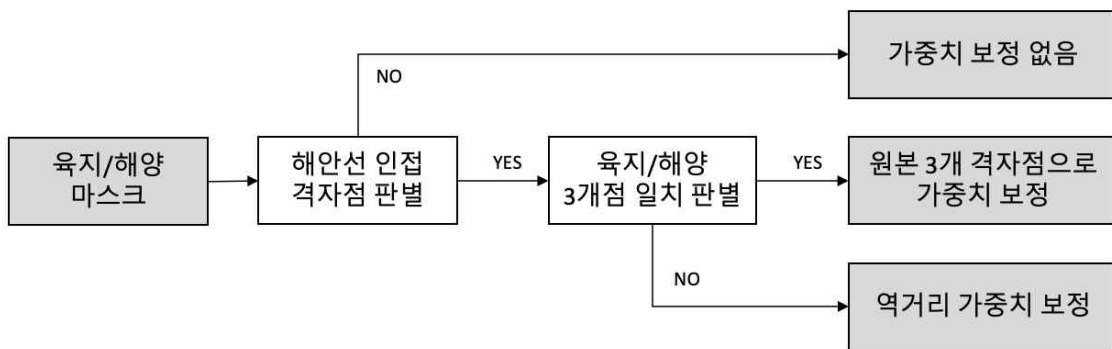 가중치 보정 없음
NO
육지/해양
마스크
해안선 인접
격자점 판별
YES
육지/해양
3개점 일치 판별
YES
원본 3개 격자점으로
가중치 보정
NO
역거리 가중치 보정